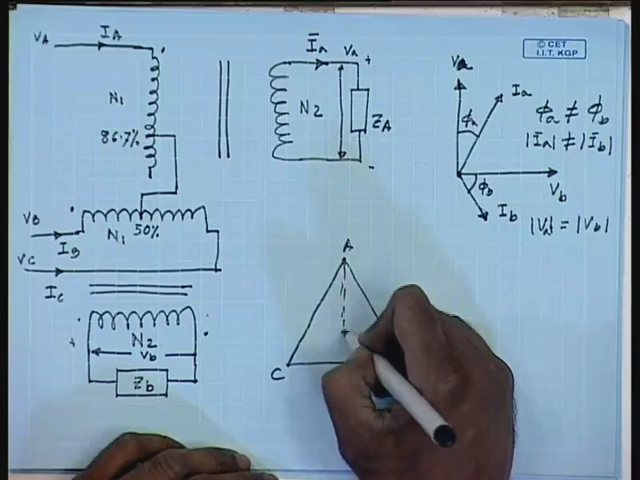 © CET
I.I.T. KGP
VA
IA
N1
86.7%
VB
IB
N1 50%
VC
IC
N2
+
Vb
Zb
Īa
Va
+
N2
ZA
-
Va
Ia
ϕa
Vb
ϕb
Ib
ϕa ≠ ϕb
|Ia| ≠ |Ib|
|Va| = |Vb|
A
C